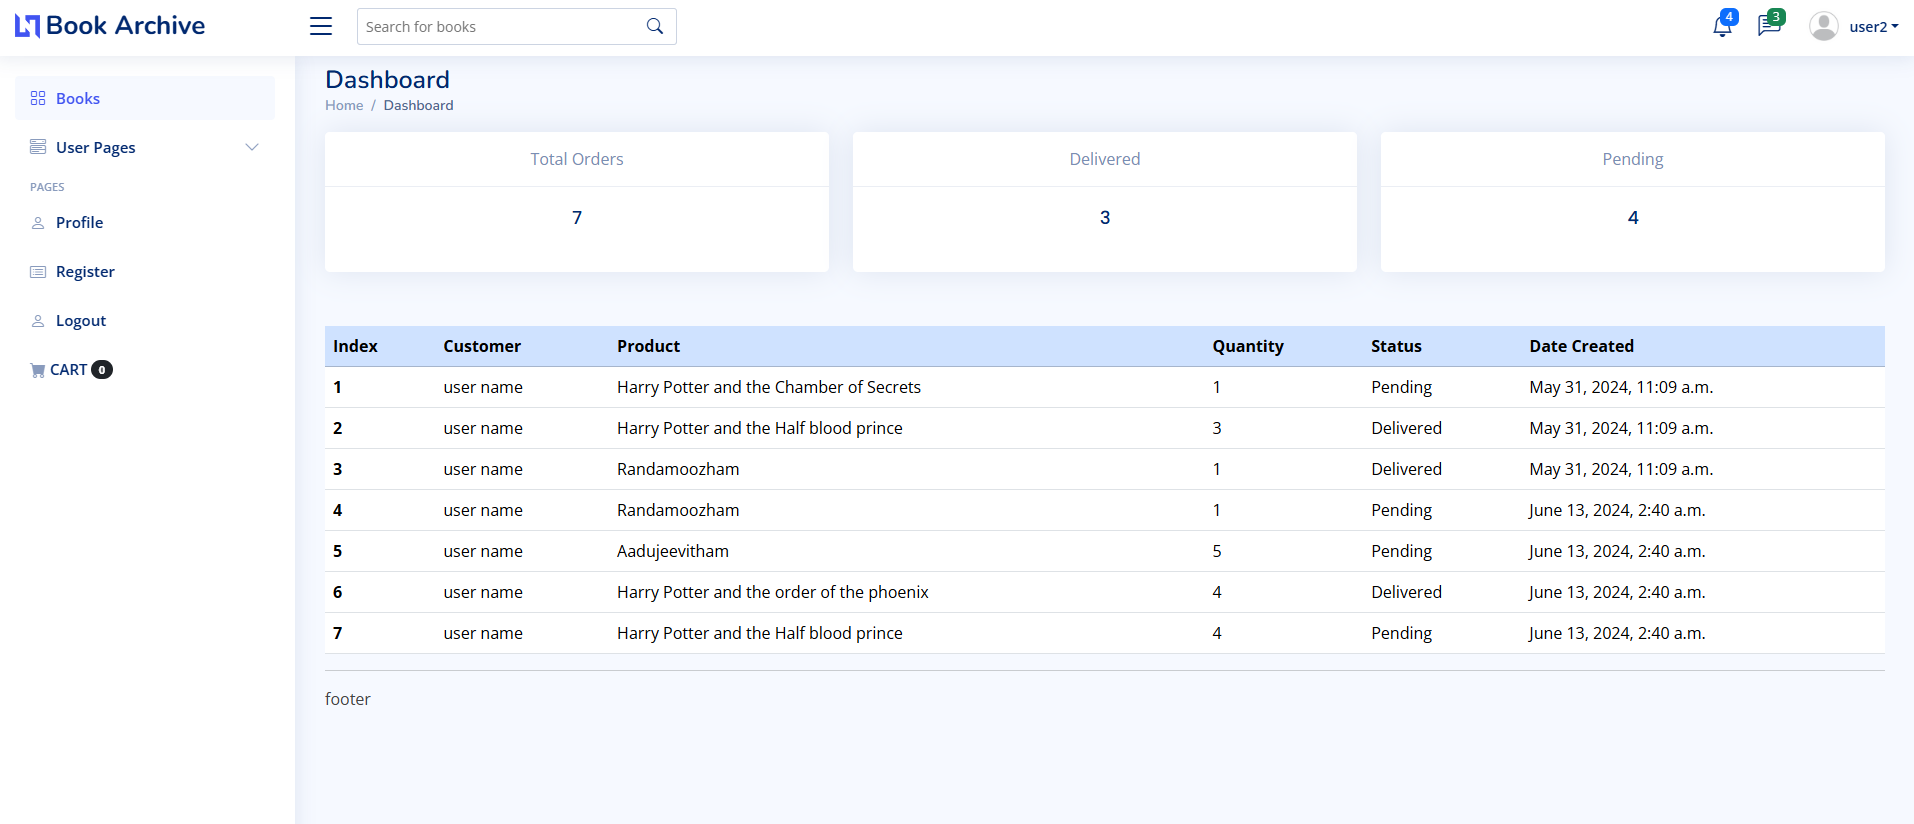 Book Archive
Search for books
4
3
user2
Books
User Pages
PAGES
Profile
Register
Logout
CART 0
Dashboard
Home / Dashboard
Total Orders
7
Delivered
3
Pending
4
Index Customer Product Quantity Status Date Created
1 user name Harry Potter and the Chamber of Secrets 1 Pending May 31, 2024, 11:09 a.m.
2 user name Harry Potter and the Half blood prince 3 Delivered May 31, 2024, 11:09 a.m.
3 user name Randamoozham 1 Delivered May 31, 2024, 11:09 a.m.
4 user name Randamoozham 1 Pending June 13, 2024, 2:40 a.m.
5 user name Aadujeevitham 5 Pending June 13, 2024, 2:40 a.m.
6 user name Harry Potter and the order of the phoenix 4 Delivered June 13, 2024, 2:40 a.m.
7 user name Harry Potter and the Half blood prince 4 Pending June 13, 2024, 2:40 a.m.
footer